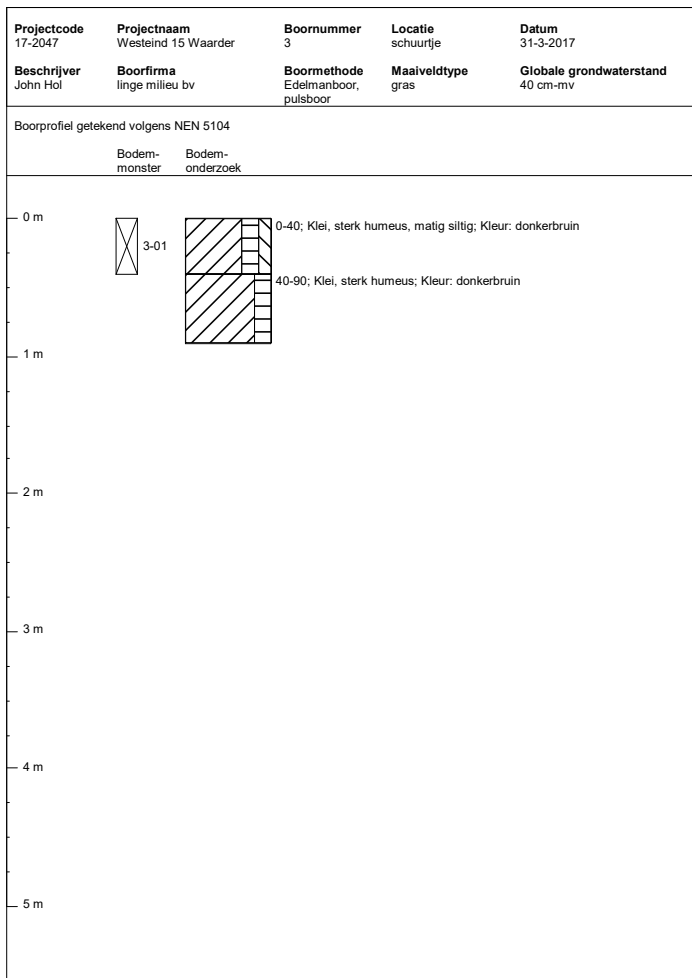 Projectcode Projectnaam Boornummer Locatie Datum
17-2047 Westeind 15 Waarder 3 schuurtje 31-3-2017
Beschrijver Boorfirma Boormethode Maaiveldtype Globale grondwaterstand
John Hol linge milieu bv Edelmanboor, gras 40 cm-mv
pulsboor
Boorprofiel getekend volgens NEN 5104
Bodem- Bodem-
monster onderzoek
0 m
0-40; Klei, sterk humeus, matig siltig; Kleur: donkerbruin
3-01
40-90; Klei, sterk humeus; Kleur: donkerbruin
1 m
2 m
3 m
4 m
5 m